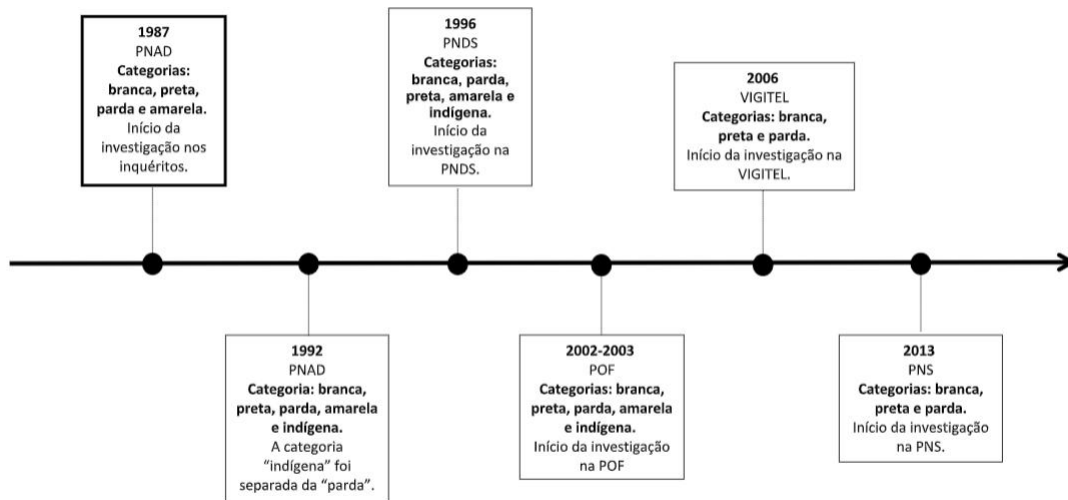 1987
PNAD
Categorias:
branca, preta,
parda e amarela.
Início da
investigação nos
inquéritos.
1996
PNDS
Categorias:
branca, parda,
preta, amarela e
indígena.
Início da
investigação na
PNDS.
2006
VIGITEL
Categorias: branca,
preta e parda.
Início da investigação na
VIGITEL.
1992
PNAD
Categoria: branca,
preta, parda, amarela
e indígena.
A categoria
“indígena” foi
separada da “parda”.
2002-2003
POF
Categorias: branca,
preta, parda, amarela
e indígena.
Início da investigação
na POF
2013
PNS
Categorias: branca,
preta e parda.
Início da investigação
na PNS.